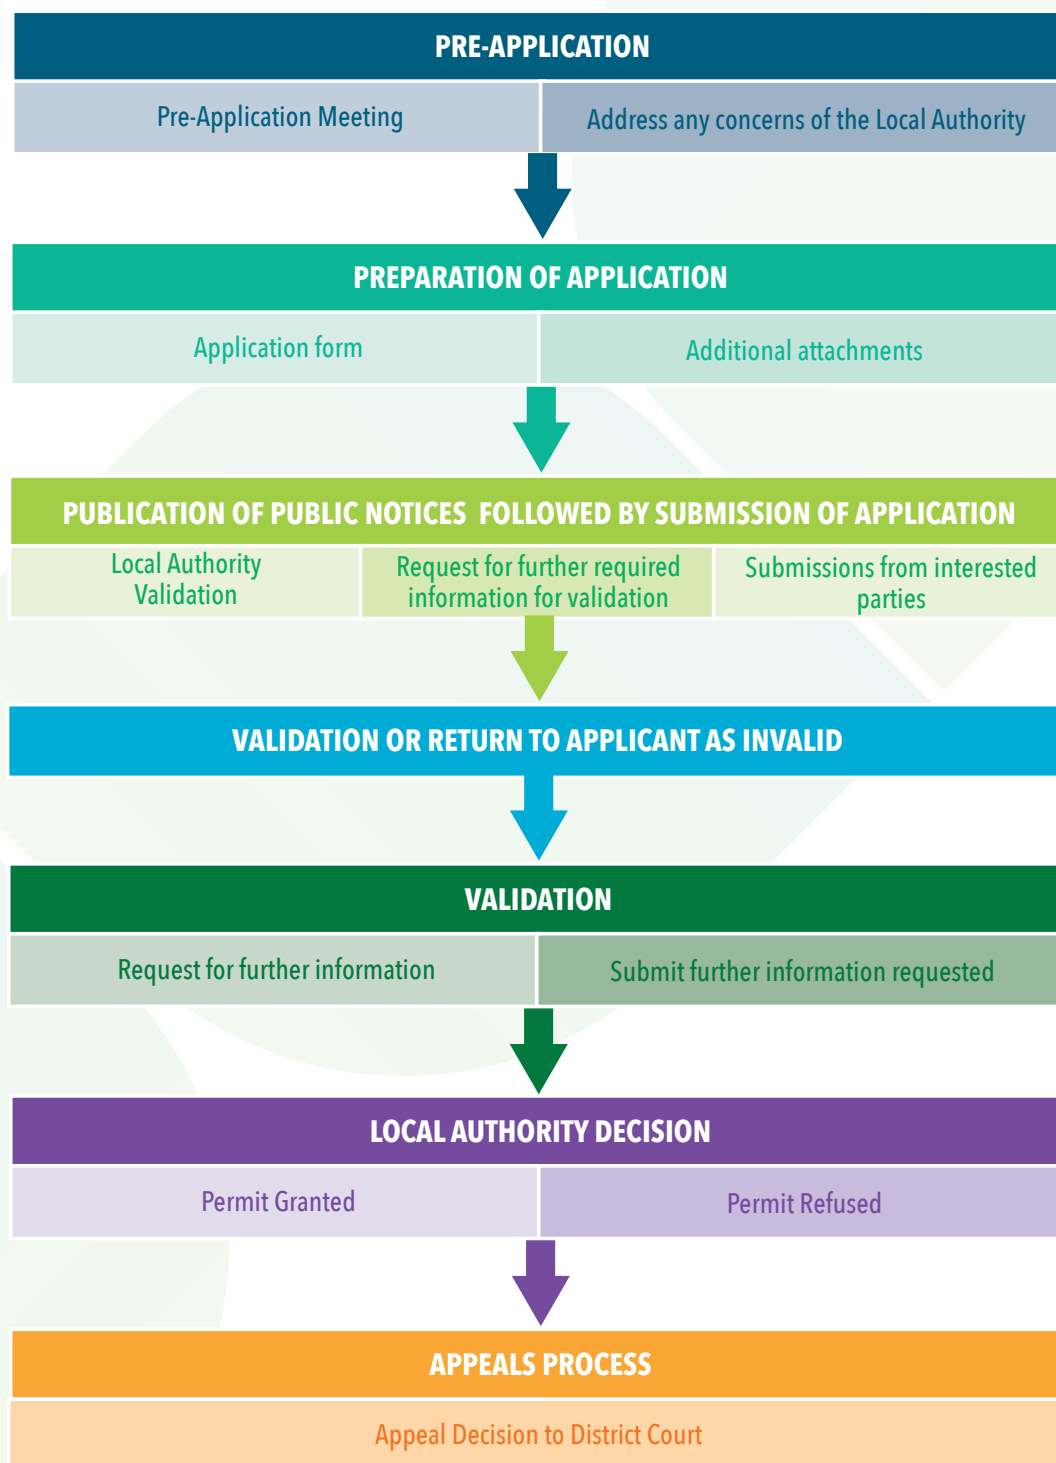 PRE-APPLICATION
Pre-Application Meeting
Address any concerns of the Local Authority
PREPARATION OF APPLICATION
Application form
Additional attachments
PUBLICATION OF PUBLIC NOTICES FOLLOWED BY SUBMISSION OF APPLICATION
Local Authority
Validation
Request for further required
information for validation
Submissions from interested
parties
VALIDATION OR RETURN TO APPLICANT AS INVALID
VALIDATION
Request for further information
Submit further information requested
LOCAL AUTHORITY DECISION
Permit Granted
Permit Refused
APPEALS PROCESS
Appeal Decision to District Court